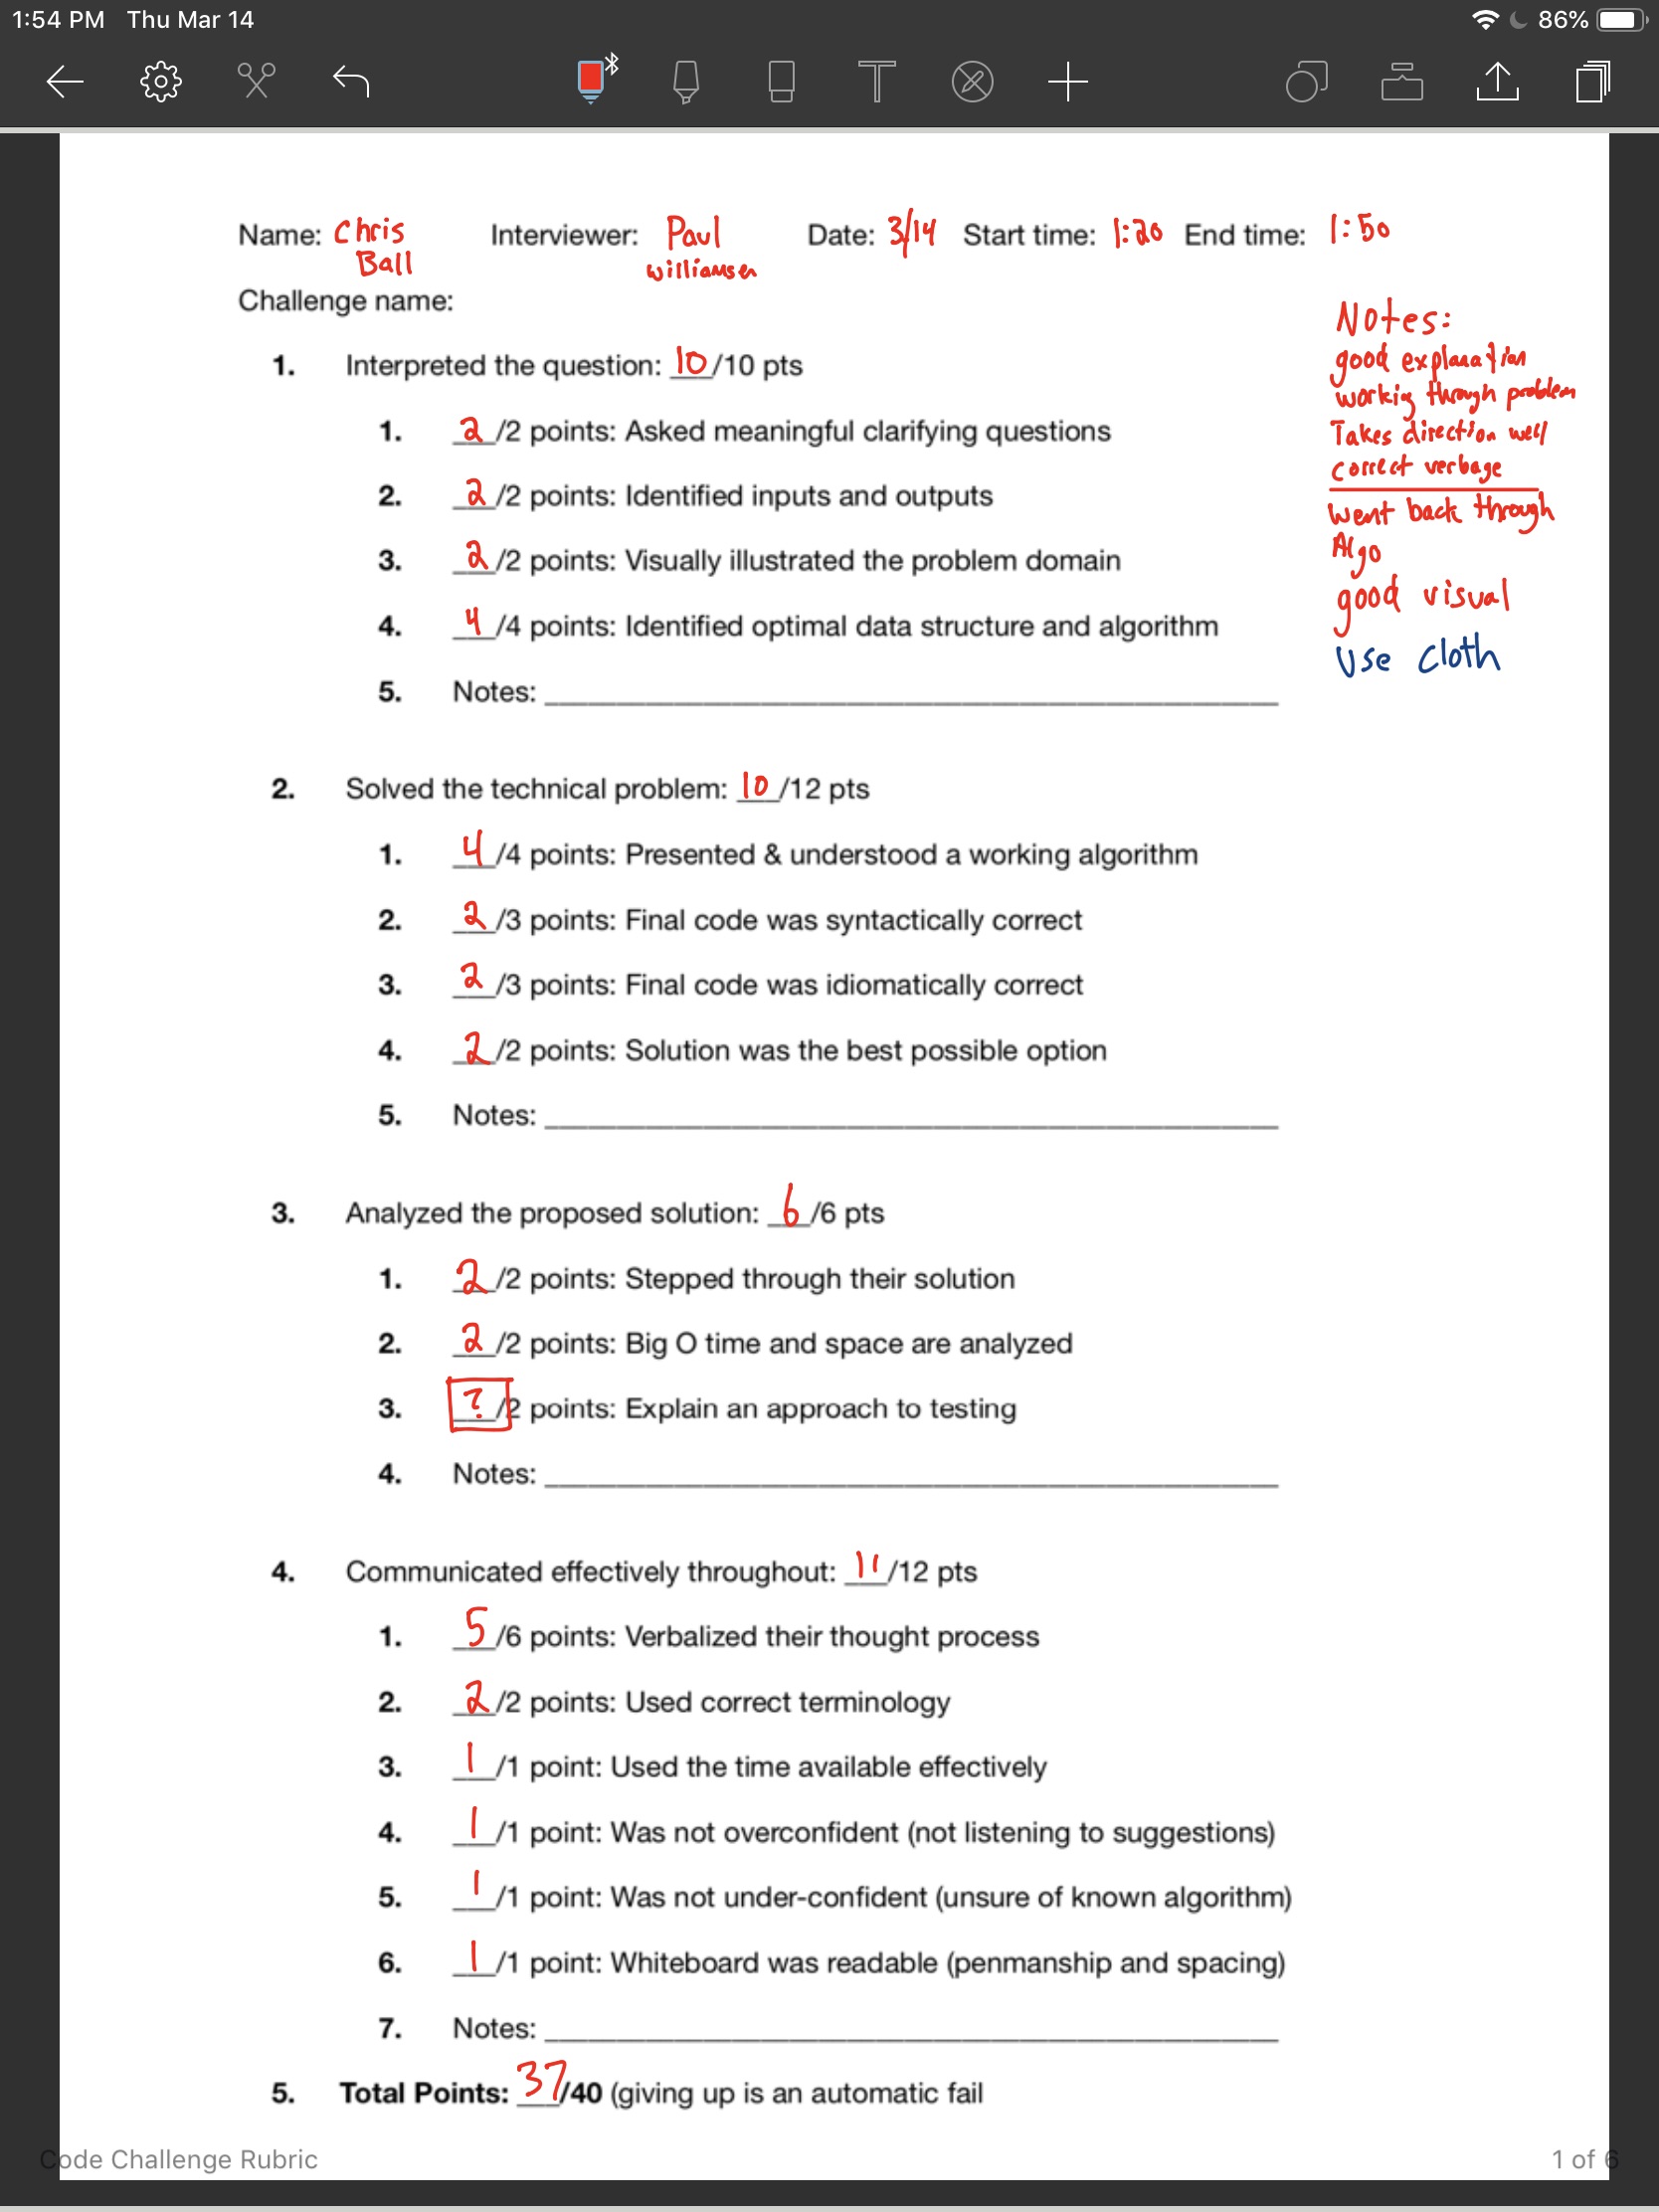 1:54 PM Thu Mar 14 86%
Name: Chris Ball Interviewer: Paul Williamsen Date: 3/14 Start time: 1:20 End time: 1:50
Challenge name:
Notes:
good explanation
working through problem
Takes direction well
correct verbage
went back through
Algo
good visual
Use cloth
1. Interpreted the question: 10/10 pts
1. 2/2 points: Asked meaningful clarifying questions
2. 2/2 points: Identified inputs and outputs
3. 2/2 points: Visually illustrated the problem domain
4. 4/4 points: Identified optimal data structure and algorithm
5. Notes:
2. Solved the technical problem: 10/12 pts
1. 4/4 points: Presented & understood a working algorithm
2. 2/3 points: Final code was syntactically correct
3. 2/3 points: Final code was idiomatically correct
4. 2/2 points: Solution was the best possible option
5. Notes:
3. Analyzed the proposed solution: 6/6 pts
1. 2/2 points: Stepped through their solution
2. 2/2 points: Big O time and space are analyzed
3. ?/2 points: Explain an approach to testing
4. Notes:
4. Communicated effectively throughout: 11/12 pts
1. 5/6 points: Verbalized their thought process
2. 2/2 points: Used correct terminology
3. 1/1 point: Used the time available effectively
4. 1/1 point: Was not overconfident (not listening to suggestions)
5. 1/1 point: Was not under-confident (unsure of known algorithm)
6. 1/1 point: Whiteboard was readable (penmanship and spacing)
7. Notes:
5. Total Points: 37/40 (giving up is an automatic fail
Code Challenge Rubric 1 of 6